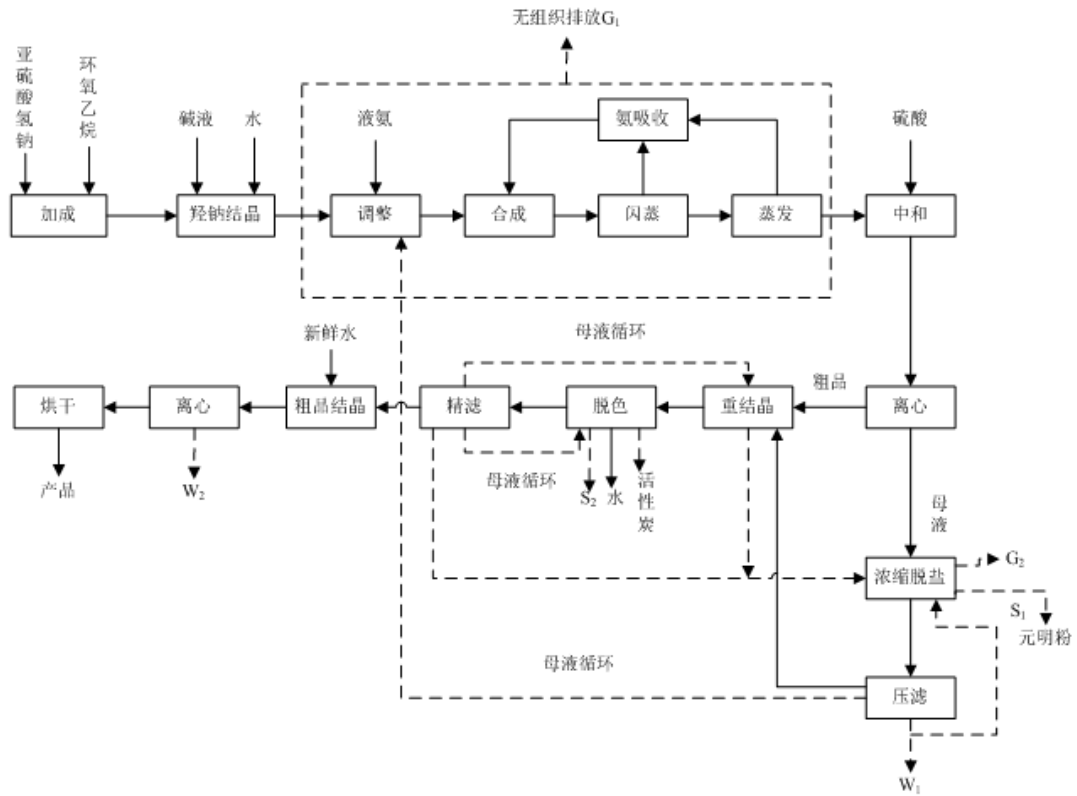 无组织排放G₁
亚硫酸氢钠
环氧乙烷
碱液
水
液氨
氨吸收
硫酸
加成
羟钠结晶
调整
合成
闪蒸
蒸发
中和
新鲜水
母液循环
粗品
烘干
离心
粗品结晶
精滤
脱色
重结晶
离心
产品
W₂
母液循环
S₂
水
活性炭
母液
浓缩脱盐
G₂
S₁
元明粉
母液循环
压滤
W₁